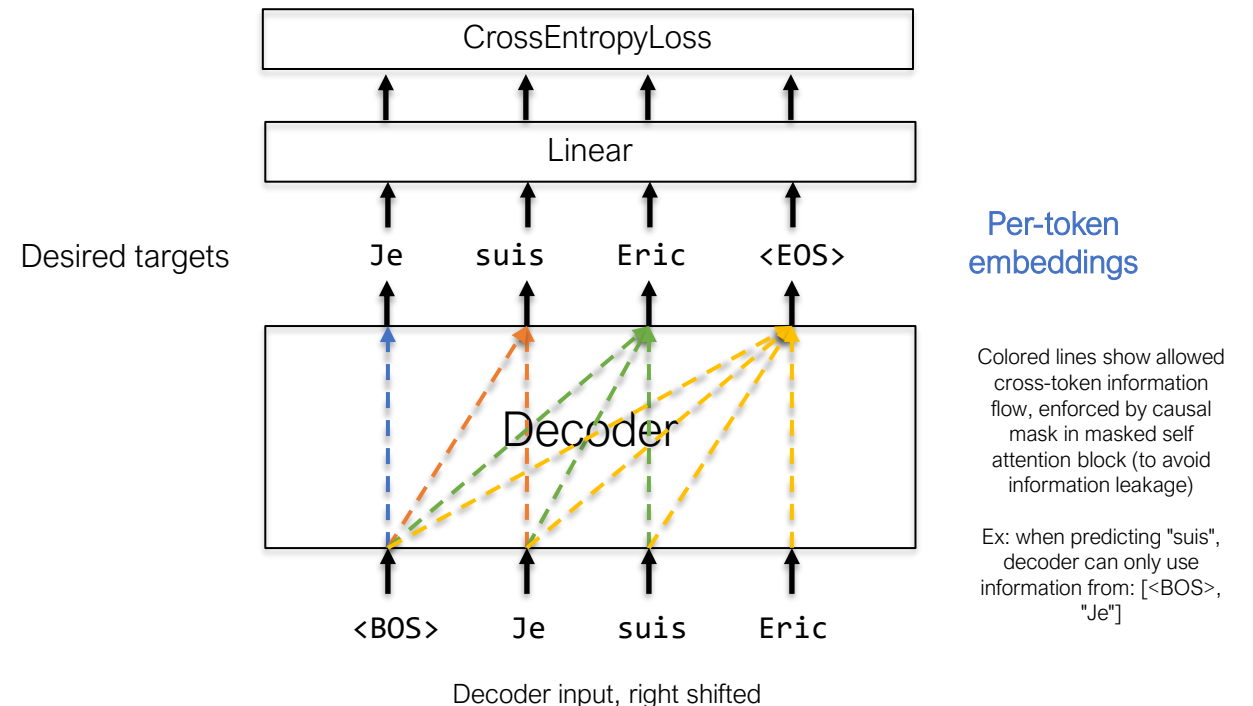 CrossEntropyLoss
Linear
Desired targets
Je suis Eric <EOS>
Per-token
embeddings
Decoder
Colored lines show allowed
cross-token information
flow, enforced by causal
mask in masked self
attention block (to avoid
information leakage)
Ex: when predicting "suis",
decoder can only use
information from: [<BOS>,
"Je"]
<BOS> Je suis Eric
Decoder input, right shifted